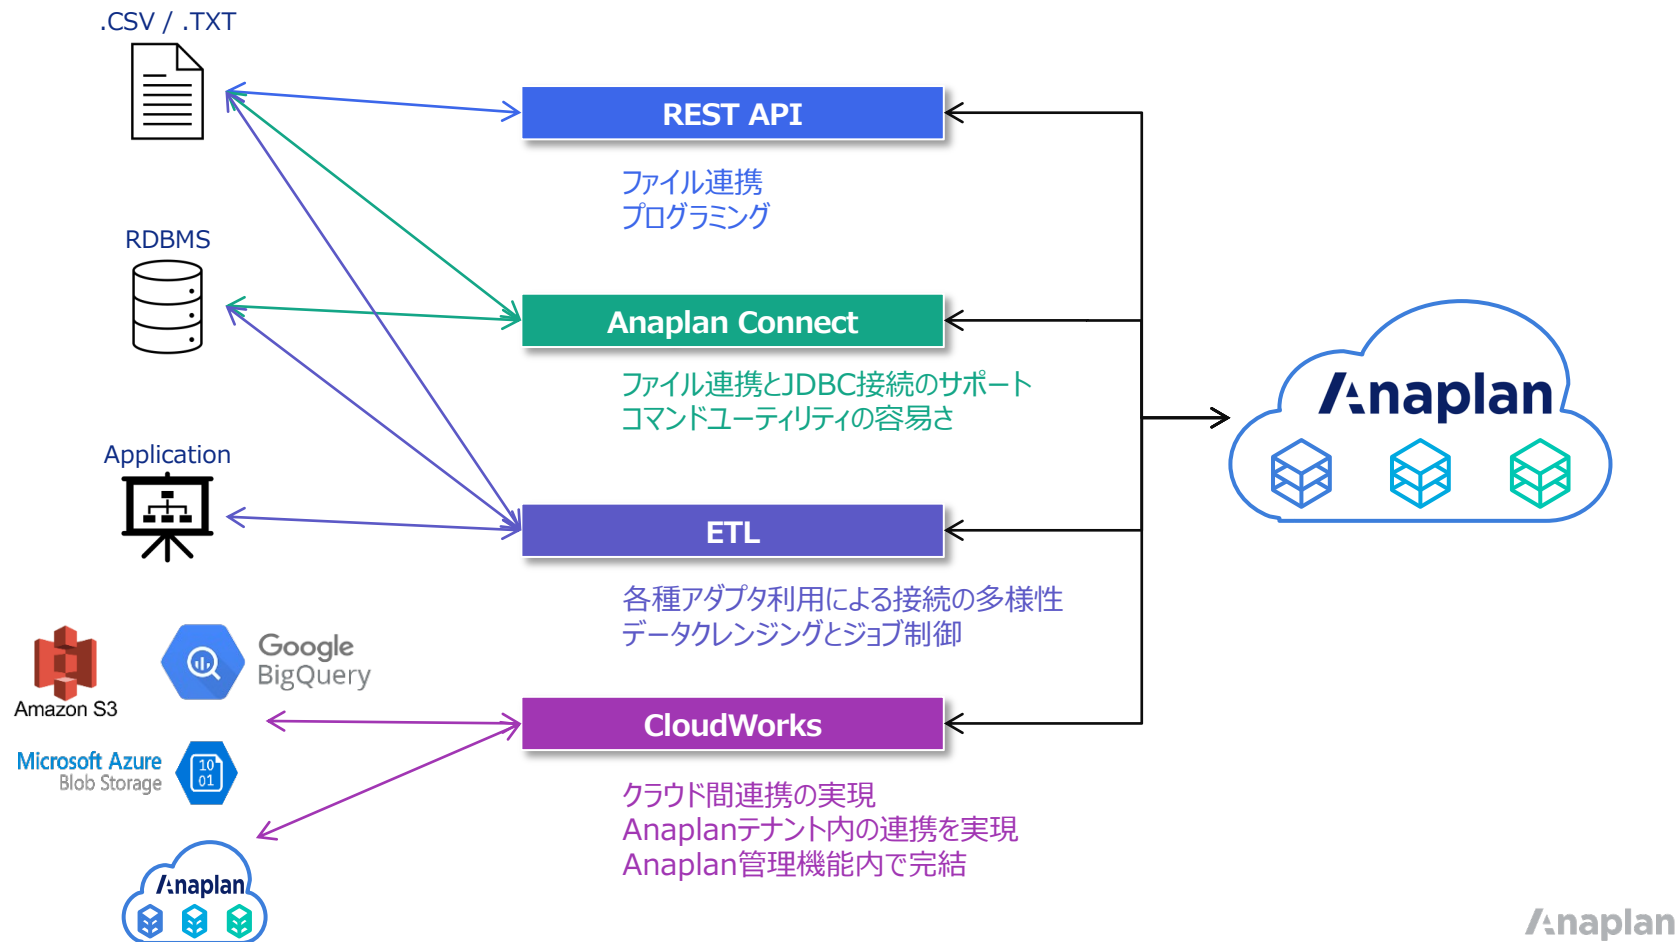 .CSV / .TXT
REST API
ファイル連携
プログラミング
RDBMS
Anaplan Connect
ファイル連携とJDBC接続のサポート
コマンドユーティリティの容易さ
Anaplan
Application
ETL
各種アダプタ利用による接続の多様性
データクレンジングとジョブ制御
Amazon S3
Google
BigQuery
Microsoft Azure
Blob Storage
10
01
CloudWorks
クラウド間連携の実現
Anaplanテナント内の連携を実現
Anaplan管理機能内で完結
Anaplan
Anaplan